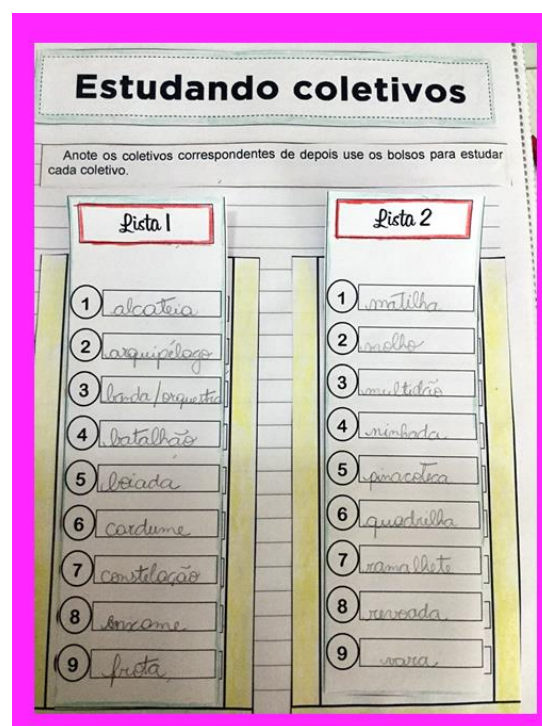 Estudando coletivos
Anote os coletivos correspondentes de depois use os bolsos para estudar
cada coletivo.
Lista 1
1 alcateia
2 arquipélago
3 banda/orquestra
4 batalhão
5 boiada
6 cardume
7 constelação
8 enxame
9 frota
Lista 2
1 matilha
2 molho
3 multidão
4 ninhada
5 pinacoteca
6 quadrilha
7 ramalhete
8 revoada
9 vara